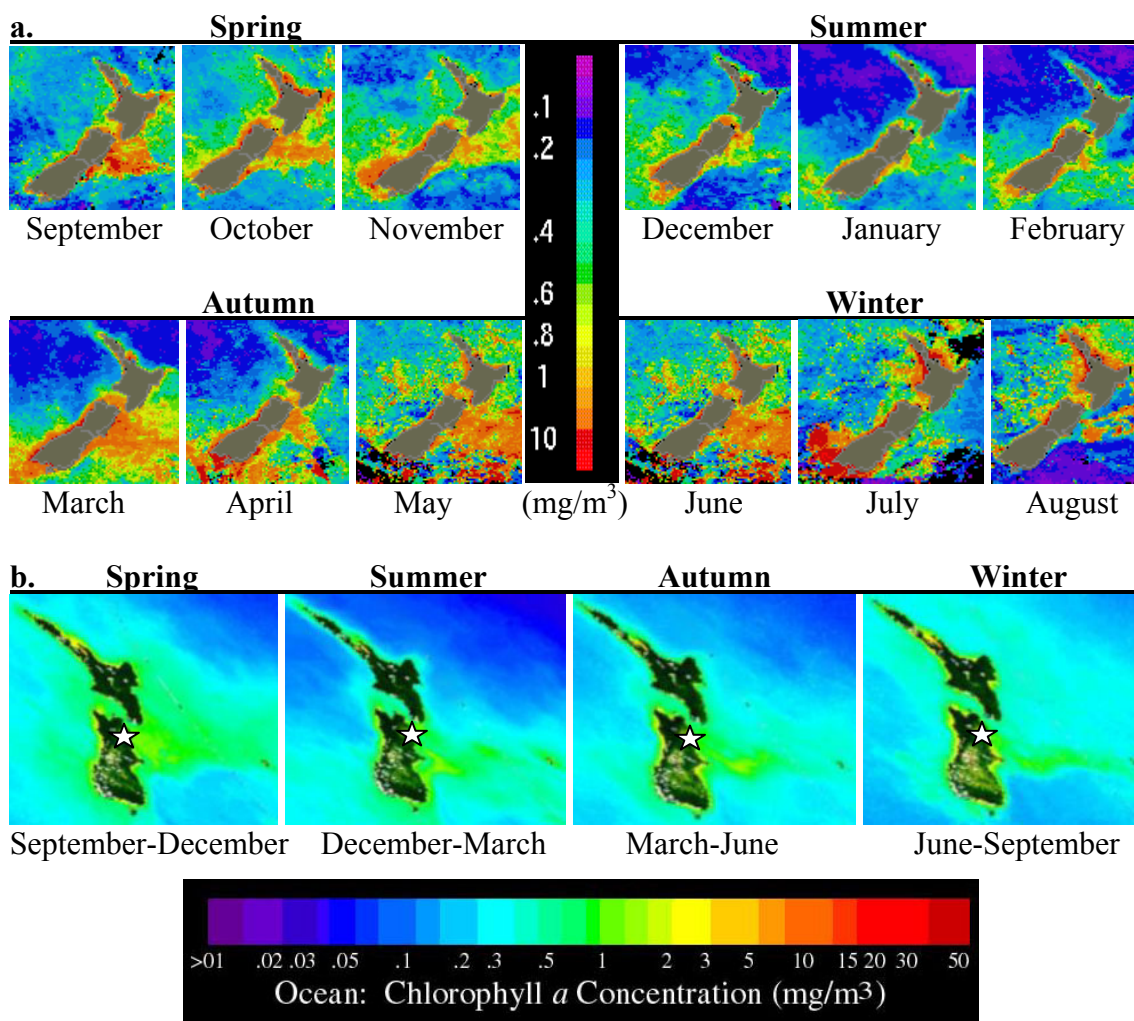 a. Spring Summer
.1
.2
.4
.6
.8
1
10
September October November December January February
Autumn Winter
March April May (mg/m3) June July August
b. Spring Summer Autumn Winter
September-December December-March March-June June-September
>01 .02 .03 .05 .1 .2 .3 .5 1 2 3 5 10 15 20 30 50
Ocean: Chlorophyll a Concentration (mg/m3)